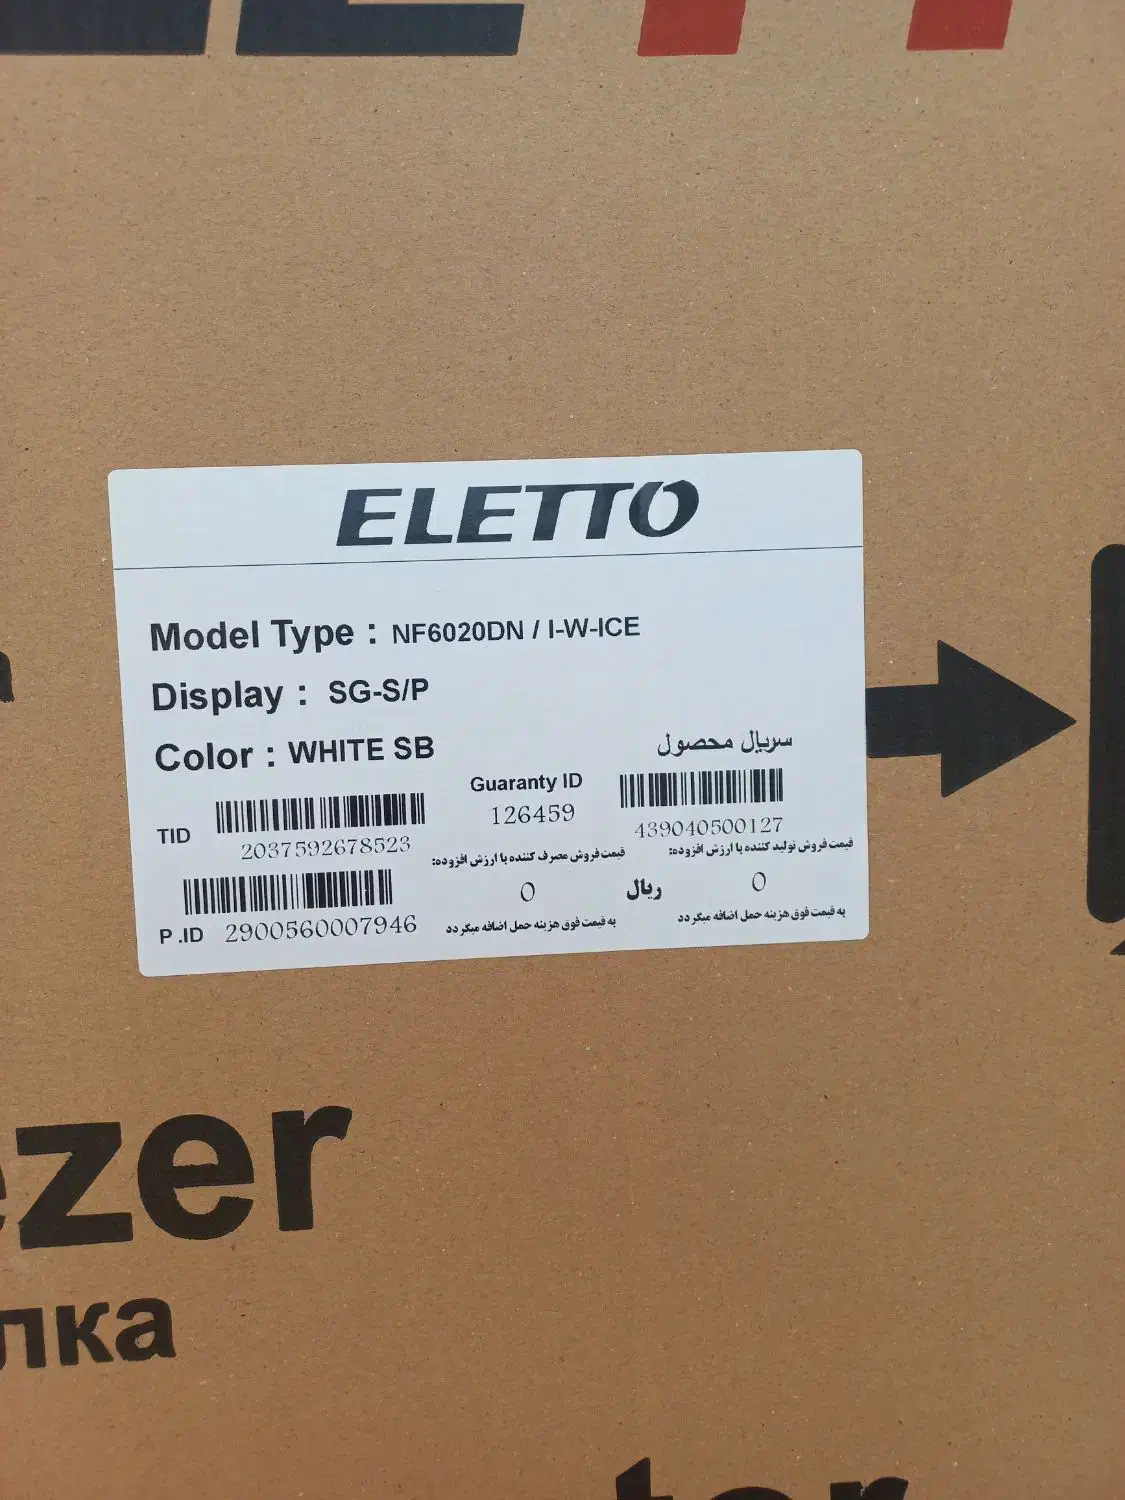 ELETTO
Model Type : NF6020DN / I-W-ICE
Display : SG-S/P
Color : WHITE SB
سریال محصول
Guaranty ID
126459
439040500127
TID
2037592678523
قیمت فروش مصرف کننده با ارزش افزوده:
قیمت فروش تولید کننده با ارزش افزوده:
0
ریال
0
P .ID 2900560007946
به قیمت فوق هزینه حمل اضافه میگردد
به قیمت فوق هزینه حمل اضافه میگردد
ezer
лка